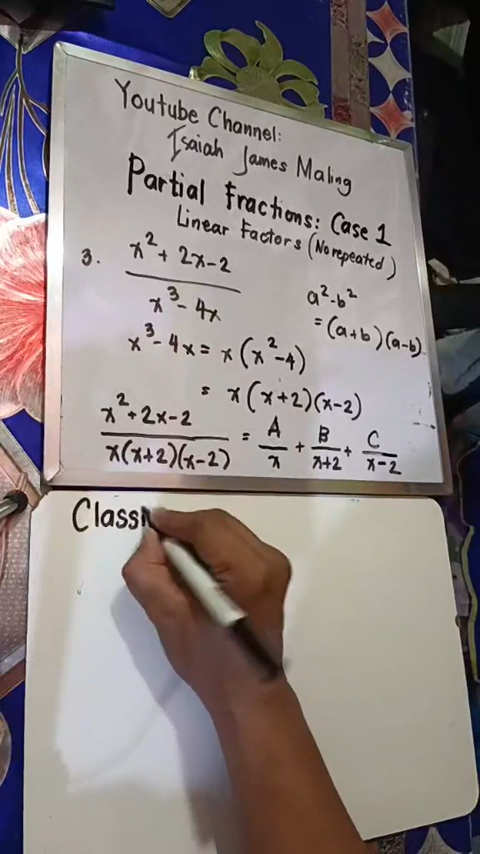 Youtube Channel:
Isaiah James Maling
Partial Fractions: Case 1
Linear Factors (No repeated)
3. x² + 2x - 2 / x³ - 4x
a² - b²
= (a+b)(a-b)
x³ - 4x = x(x² - 4)
= x(x+2)(x-2)
x² + 2x - 2 / x(x+2)(x-2) = A/x + B/x+2 + C/x-2
Classi